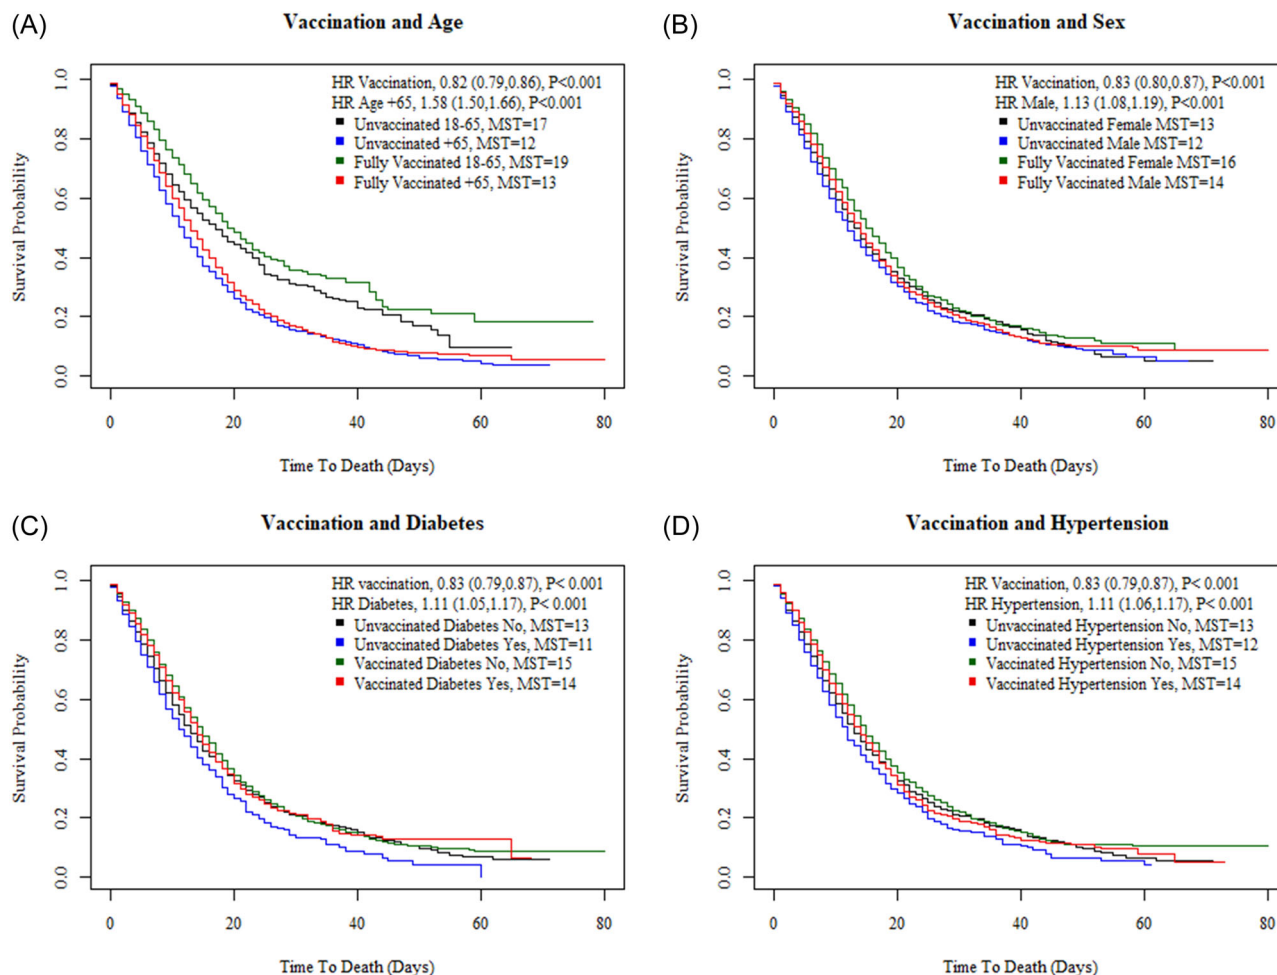 (A)
Vaccination and Age
HR Vaccination, 0.82 (0.79,0.86), P<0.001
HR Age +65, 1.58 (1.50,1.66), P<0.001
Unvaccinated 18-65, MST=17
Unvaccinated +65, MST=12
Fully Vaccinated 18-65, MST=19
Fully Vaccinated +65, MST=13
Survival Probability
1.0
0.8
0.6
0.4
0.2
0.0
0 20 40 60 80
Time To Death (Days)
(B)
Vaccination and Sex
HR Vaccination, 0.83 (0.80,0.87), P<0.001
HR Male, 1.13 (1.08,1.19), P<0.001
Unvaccinated Female MST=13
Unvaccinated Male MST=12
Fully Vaccinated Female MST=16
Fully Vaccinated Male MST=14
Survival Probability
1.0
0.8
0.6
0.4
0.2
0.0
0 20 40 60 80
Time To Death (Days)
(C)
Vaccination and Diabetes
HR vaccination, 0.83 (0.79,0.87), P< 0.001
HR Diabetes, 1.11 (1.05,1.17), P< 0.001
Unvaccinated Diabetes No, MST=13
Unvaccinated Diabetes Yes, MST=11
Vaccinated Diabetes No, MST=15
Vaccinated Diabetes Yes, MST=14
Survival Probability
1.0
0.8
0.6
0.4
0.2
0.0
0 20 40 60 80
Time To Death (Days)
(D)
Vaccination and Hypertension
HR Vaccination, 0.83 (0.79,0.87), P< 0.001
HR Hypertension, 1.11 (1.06,1.17), P< 0.001
Unvaccinated Hypertension No, MST=13
Unvaccinated Hypertension Yes, MST=12
Vaccinated Hypertension No, MST=15
Vaccinated Hypertension Yes, MST=14
Survival Probability
1.0
0.8
0.6
0.4
0.2
0.0
0 20 40 60 80
Time To Death (Days)